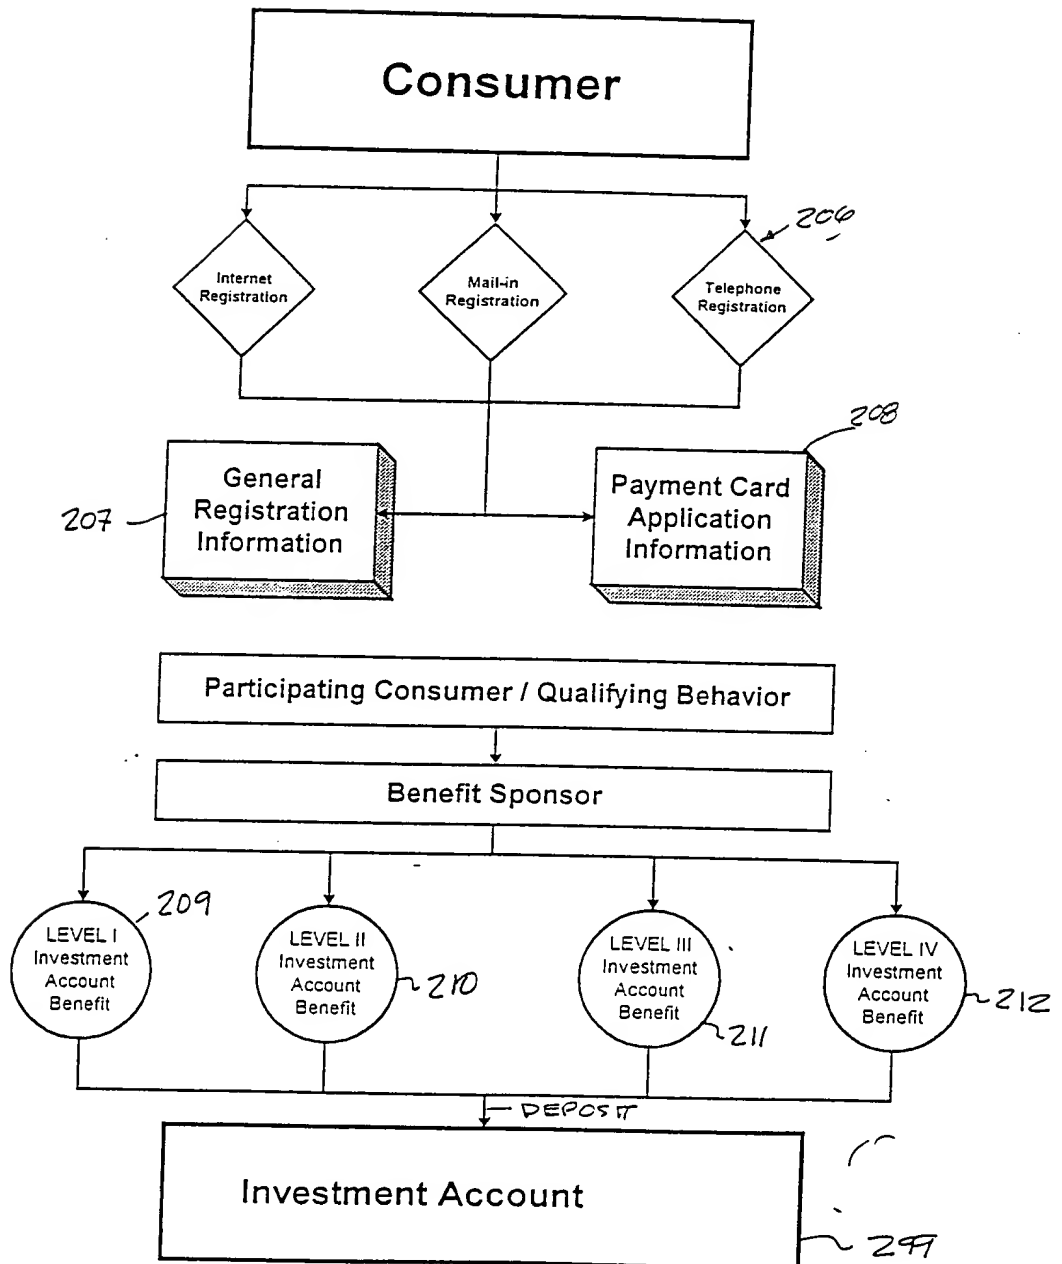 Consumer
206
Internet
Registration
Mail-in
Registration
Telephone
Registration
208
General
Registration
Information
Payment Card
Application
Information
207
Participating Consumer / Qualifying Behavior
Benefit Sponsor
209
LEVEL I
Investment
Account
Benefit
LEVEL II
Investment
Account
Benefit
210
LEVEL III
Investment
Account
Benefit
211
LEVEL IV
Investment
Account
Benefit
212
DEPOSIT
Investment Account
299